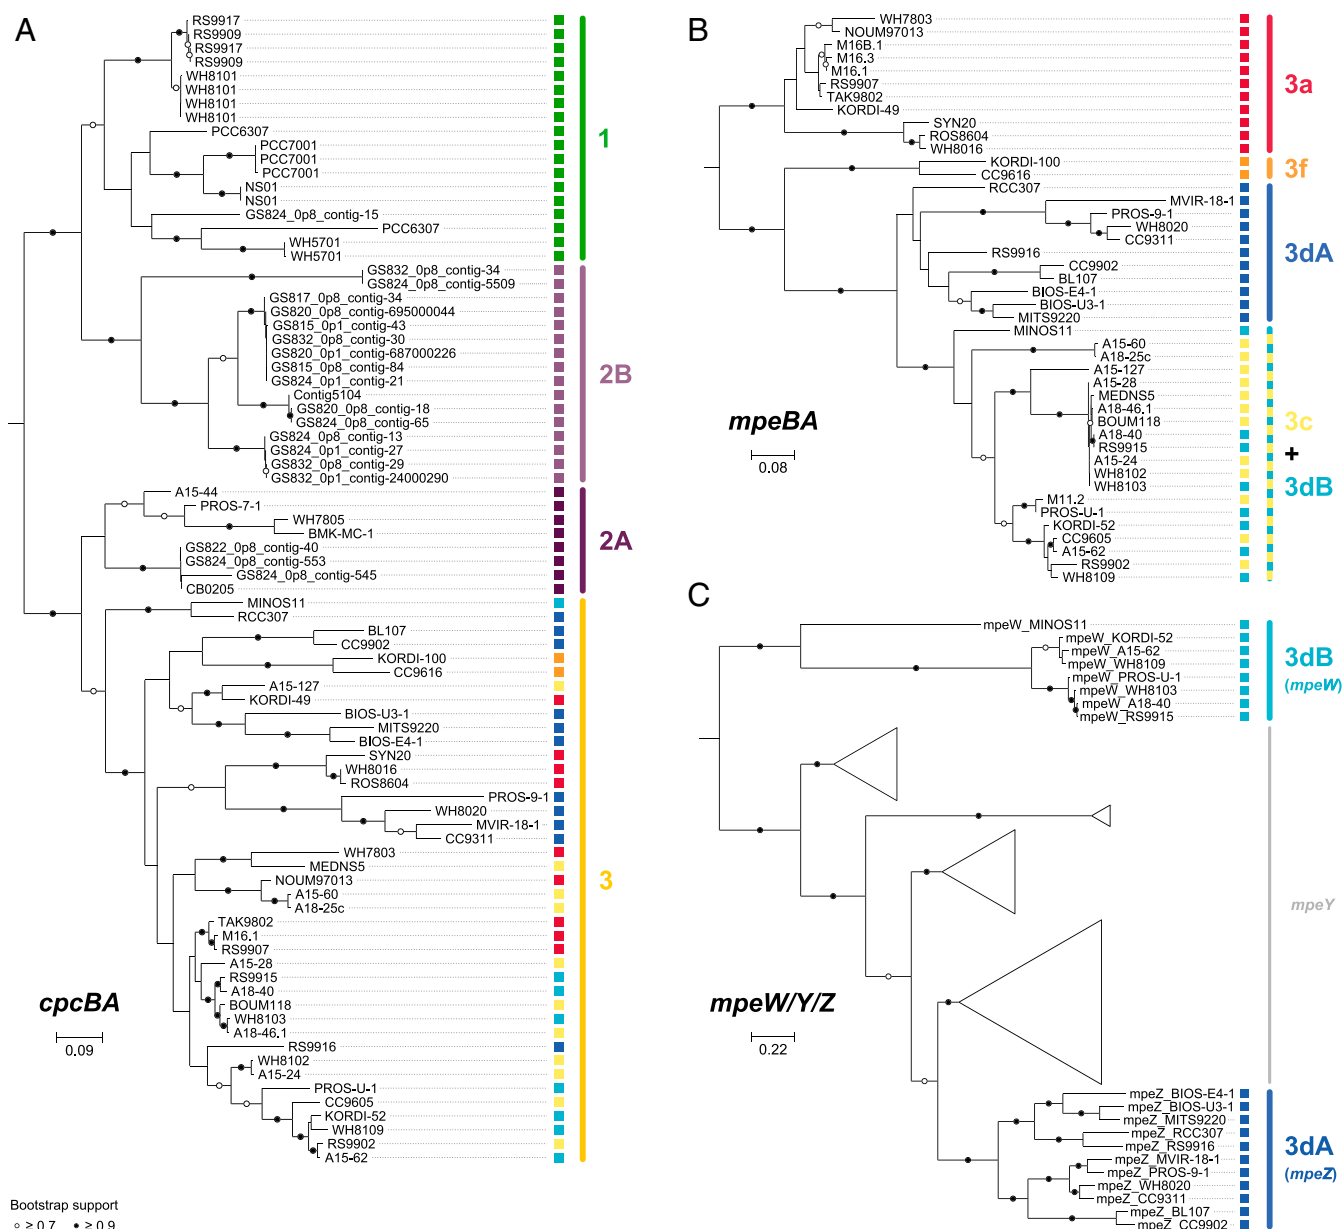 A
RS9917
RS9909
RS9917
RS9909
WH8101
WH8101
WH8101
WH8101
PCC6307
PCC7001
PCC7001
PCC7001
NS01
NS01
GS824_0p8_contig-15
PCC6307
WH5701
WH5701
1
GS832_0p8_contig-34
GS824_0p8_contig-5509
GS817_0p8_contig-34
GS820_0p8_contig-695000044
GS815_0p1_contig-43
GS832_0p8_contig-30
GS820_0p1_contig-687000226
GS815_0p8_contig-84
GS824_0p1_contig-21
Contig5104
GS820_0p8_contig-18
GS824_0p8_contig-65
GS824_0p8_contig-13
GS824_0p1_contig-27
GS832_0p8_contig-29
GS832_0p1_contig-24000290
2B
A15-44
PROS-7-1
WH7805
BMK-MC-1
GS822_0p8_contig-40
GS824_0p8_contig-553
GS824_0p8_contig-545
CB0205
2A
MINOS11
RCC307
BL107
CC9902
KORDI-100
CC9616
A15-127
KORDI-49
BIOS-U3-1
MITS9220
BIOS-E4-1
SYN20
WH8016
ROS8604
PROS-9-1
WH8020
MVIR-18-1
CC9311
WH7803
MEDNS5
NOUM97013
A15-60
A18-25c
TAK9802
M16.1
RS9907
A15-28
RS9915
A18-40
BOUM118
WH8103
A18-46.1
RS9916
WH8102
A15-24
PROS-U-1
CC9605
KORDI-52
WH8109
RS9902
A15-62
3
cpcBA
0.09
Bootstrap support
≥ 0.7 ≥ 0.9
B
WH7803
NOUM97013
M16B.1
M16.3
M16.1
RS9907
TAK9802
KORDI-49
SYN20
ROS8604
WH8016
3a
KORDI-100
CC9616
3f
RCC307
MVIR-18-1
PROS-9-1
WH8020
CC9311
RS9916
CC9902
BL107
BIOS-E4-1
BIOS-U3-1
MITS9220
3dA
MINOS11
A15-60
A18-25c
A15-127
A15-28
MEDNS5
A18-46.1
BOUM118
A18-40
RS9915
A15-24
WH8102
WH8103
M11.2
PROS-U-1
KORDI-52
CC9605
A15-62
RS9902
WH8109
3c
+
3dB
mpeBA
0.08
C
mpeW_MINOS11
mpeW_KORDI-52
mpeW_A15-62
mpeW_WH8109
mpeW_PROS-U-1
mpeW_WH8103
mpeW_A18-40
mpeW_RS9915
3dB
(mpeW)
mpeY
mpeW/Y/Z
0.22
mpeZ_BIOS-E4-1
mpeZ_BIOS-U3-1
mpeZ_MITS9220
mpeZ_RCC307
mpeZ_RS9916
mpeZ_MVIR-18-1
mpeZ_PROS-9-1
mpeZ_WH8020
mpeZ_CC9311
mpeZ_BL107
mpeZ_CC9902
3dA
(mpeZ)